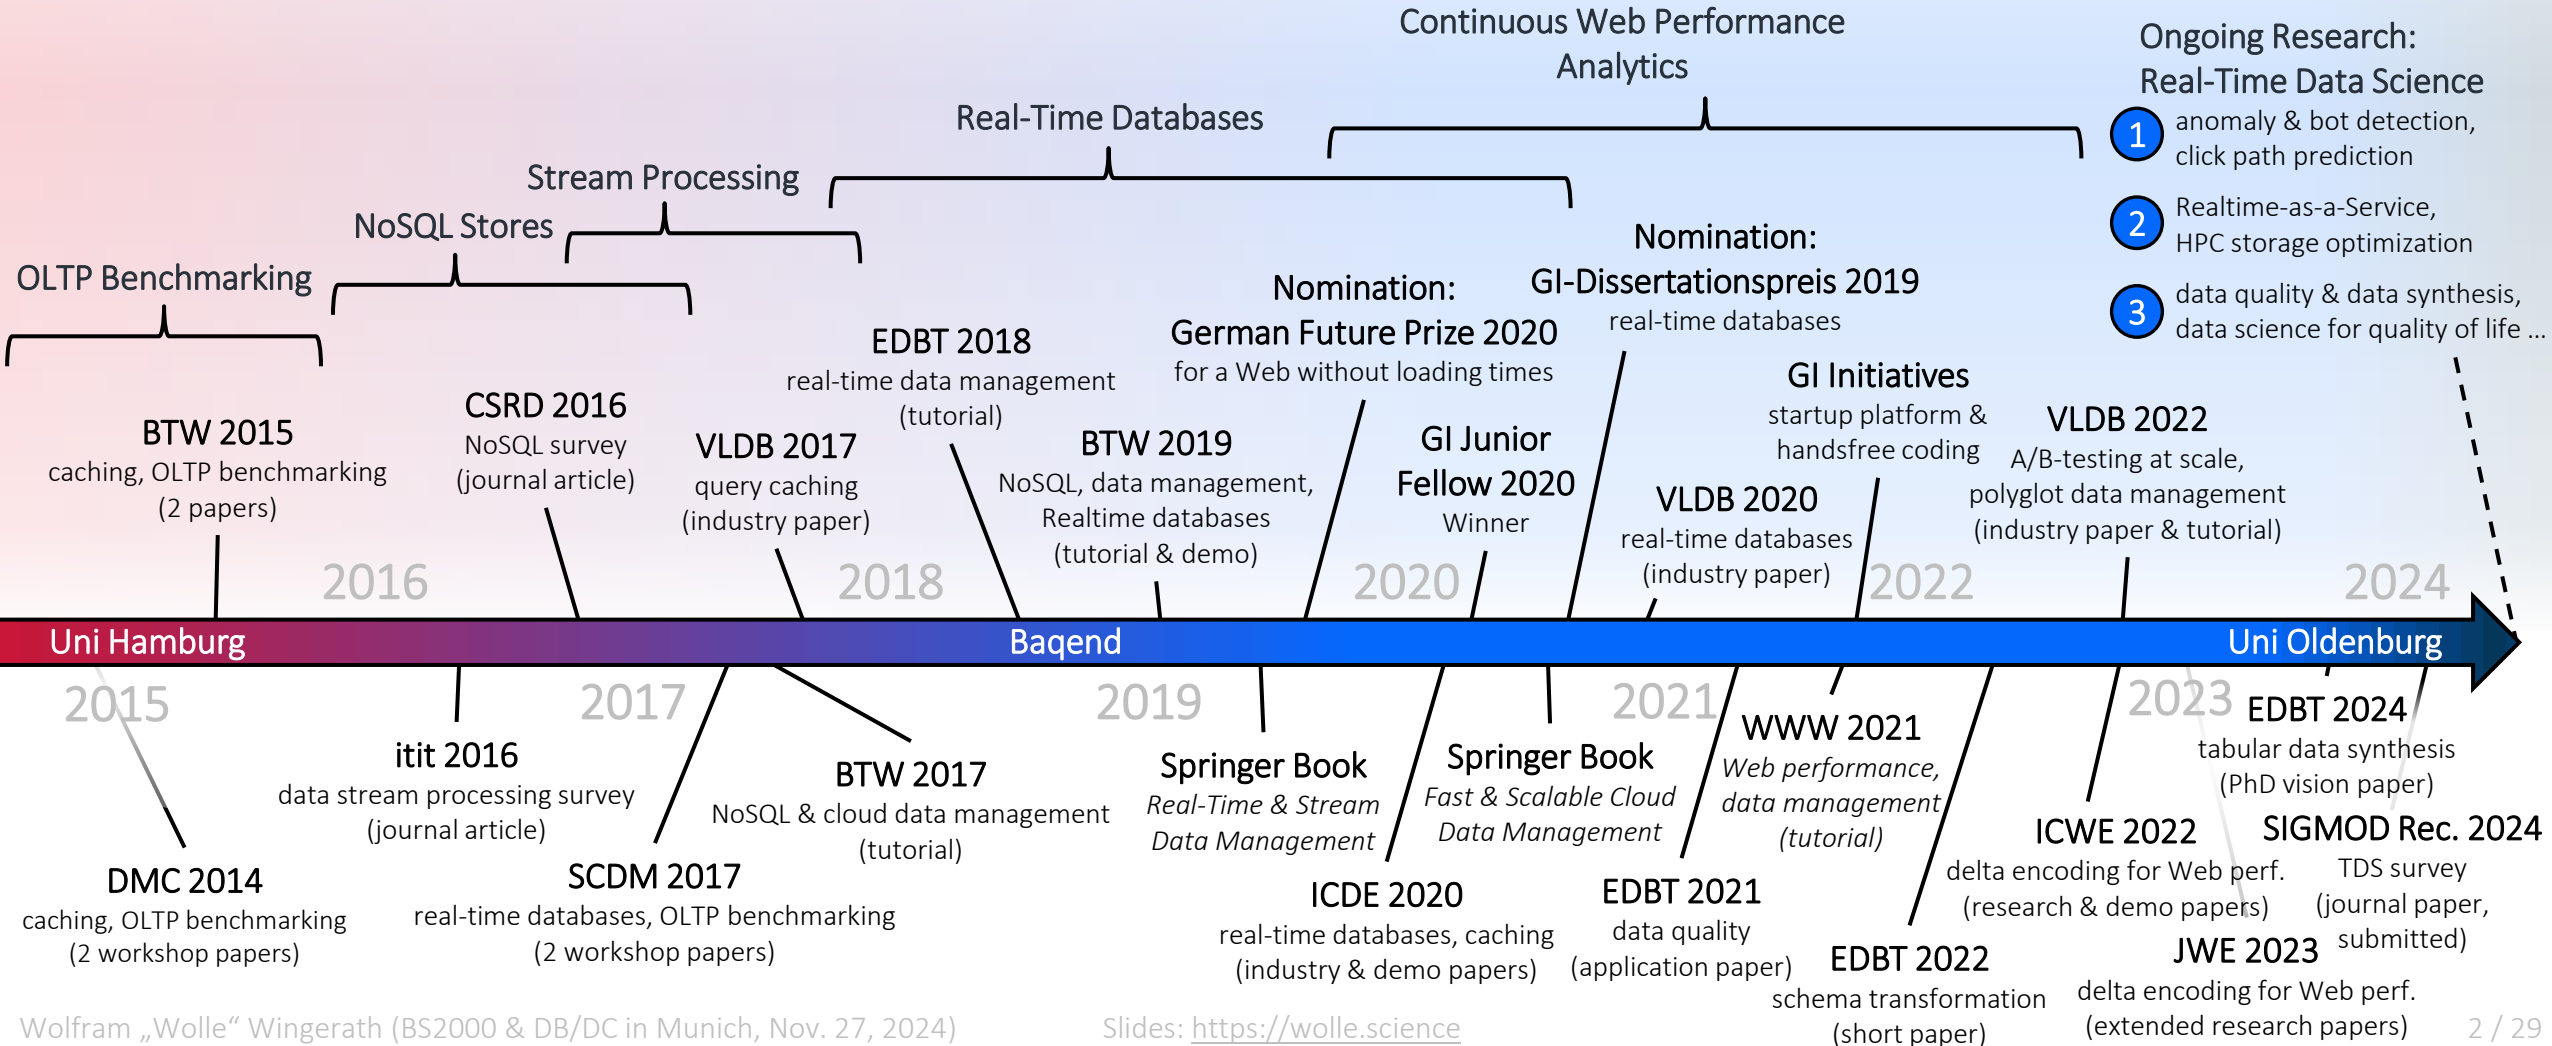 Continuous Web Performance
Analytics
Ongoing Research:
Real-Time Data Science
1
anomaly & bot detection,
click path prediction
2
Realtime-as-a-Service,
HPC storage optimization
3
data quality & data synthesis,
data science for quality of life ...
Real-Time Databases
Stream Processing
NoSQL Stores
OLTP Benchmarking
BTW 2015
caching, OLTP benchmarking
(2 papers)
CSRD 2016
NoSQL survey
(journal article)
VLDB 2017
query caching
(industry paper)
EDBT 2018
real-time data management
(tutorial)
BTW 2019
NoSQL, data management,
Realtime databases
(tutorial & demo)
Nomination:
German Future Prize 2020
for a Web without loading times
GI Junior
Fellow 2020
Winner
Nomination:
GI-Dissertationspreis 2019
real-time databases
VLDB 2020
real-time databases
(industry paper)
GI Initiatives
startup platform &
handsfree coding
VLDB 2022
A/B-testing at scale,
polyglot data management
(industry paper & tutorial)
2016
2018
2020
2022
2024
Uni Hamburg
Baqend
Uni Oldenburg
2015
2017
2019
2021
2023
DMC 2014
caching, OLTP benchmarking
(2 workshop papers)
itit 2016
data stream processing survey
(journal article)
SCDM 2017
real-time databases, OLTP benchmarking
(2 workshop papers)
BTW 2017
NoSQL & cloud data management
(tutorial)
Springer Book
Real-Time & Stream
Data Management
ICDE 2020
real-time databases, caching
(industry & demo papers)
Springer Book
Fast & Scalable Cloud
Data Management
EDBT 2021
data quality
(application paper)
WWW 2021
Web performance,
data management
(tutorial)
EDBT 2022
schema transformation
(short paper)
ICWE 2022
delta encoding for Web perf.
(research & demo papers)
JWE 2023
delta encoding for Web perf.
(extended research papers)
EDBT 2024
tabular data synthesis
(PhD vision paper)
SIGMOD Rec. 2024
TDS survey
(journal paper,
submitted)
Wolfram „Wolle“ Wingerath (BS2000 & DB/DC in Munich, Nov. 27, 2024)
Slides: https://wolle.science
2 / 29